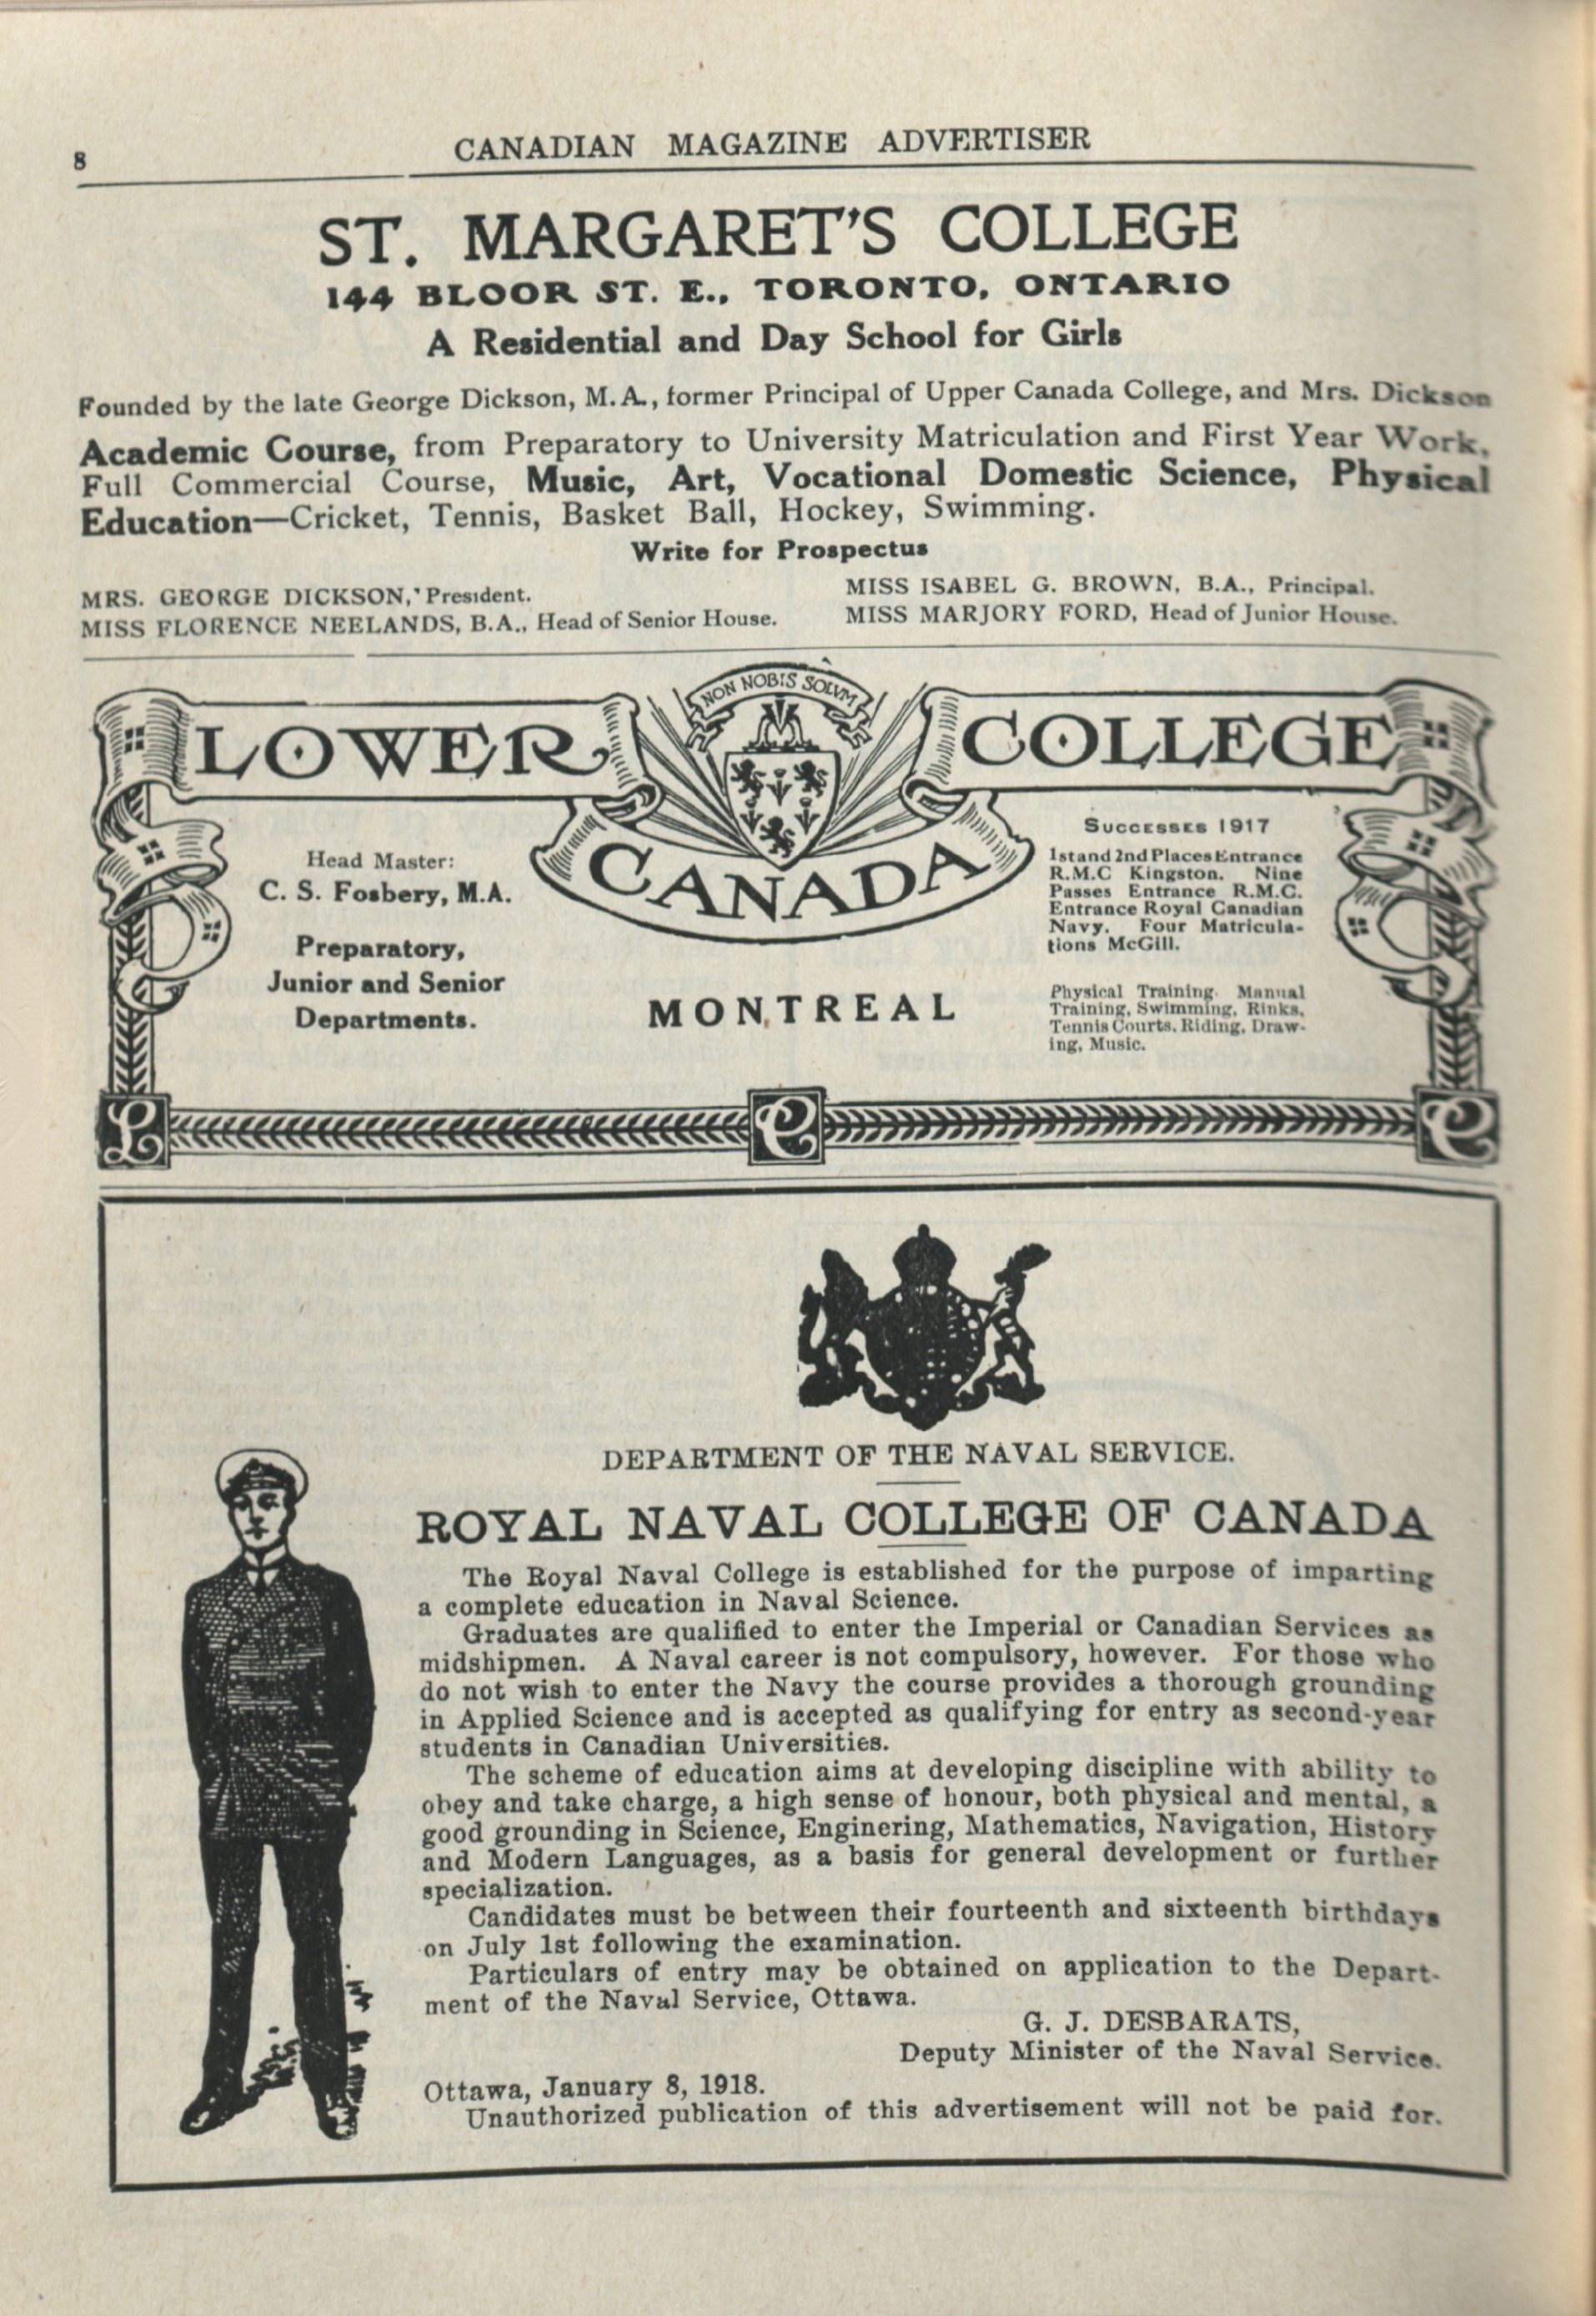 8
CANADIAN MAGAZINE ADVERTISER
ST. MARGARET'S COLLEGE
144 BLOOR ST. E., TORONTO, ONTARIO
A Residential and Day School for Girls
Founded by the late George Dickson, M.A., former Principal of Upper Canada College, and Mrs. Dickson
Academic Course, from Preparatory to University Matriculation and First Year Work,
Full Commercial Course, Music, Art, Vocational Domestic Science, Physical
Education—Cricket, Tennis, Basket Ball, Hockey, Swimming.
Write for Prospectus
MRS. GEORGE DICKSON, President.
MISS FLORENCE NEELANDS, B.A., Head of Senior House.
MISS ISABEL G. BROWN, B.A., Principal.
MISS MARJORY FORD, Head of Junior House.
NON NOBIS SOLVM
LOWER
CANADA
COLLEGE
Head Master:
C. S. Fosbery, M.A.
Preparatory,
Junior and Senior
Departments.
MONTREAL
SUCCESSES 1917
1st and 2nd Places Entrance
R.M.C Kingston. Nine
Passes Entrance R.M.C.
Entrance Royal Canadian
Navy. Four Matricula-
tions McGill.
Physical Training. Manual
Training, Swimming, Rinks,
Tennis Courts, Riding, Draw-
ing, Music.
L C C
DEPARTMENT OF THE NAVAL SERVICE.
ROYAL NAVAL COLLEGE OF CANADA
The Royal Naval College is established for the purpose of imparting
a complete education in Naval Science.
Graduates are qualified to enter the Imperial or Canadian Services as
midshipmen. A Naval career is not compulsory, however. For those who
do not wish to enter the Navy the course provides a thorough grounding
in Applied Science and is accepted as qualifying for entry as second-year
students in Canadian Universities.
The scheme of education aims at developing discipline with ability to
obey and take charge, a high sense of honour, both physical and mental, a
good grounding in Science, Enginering, Mathematics, Navigation, History
and Modern Languages, as a basis for general development or further
specialization.
Candidates must be between their fourteenth and sixteenth birthdays
on July 1st following the examination.
Particulars of entry may be obtained on application to the Depart-
ment of the Naval Service, Ottawa.
G. J. DESBARATS,
Deputy Minister of the Naval Service.
Ottawa, January 8, 1918.
Unauthorized publication of this advertisement will not be paid for.